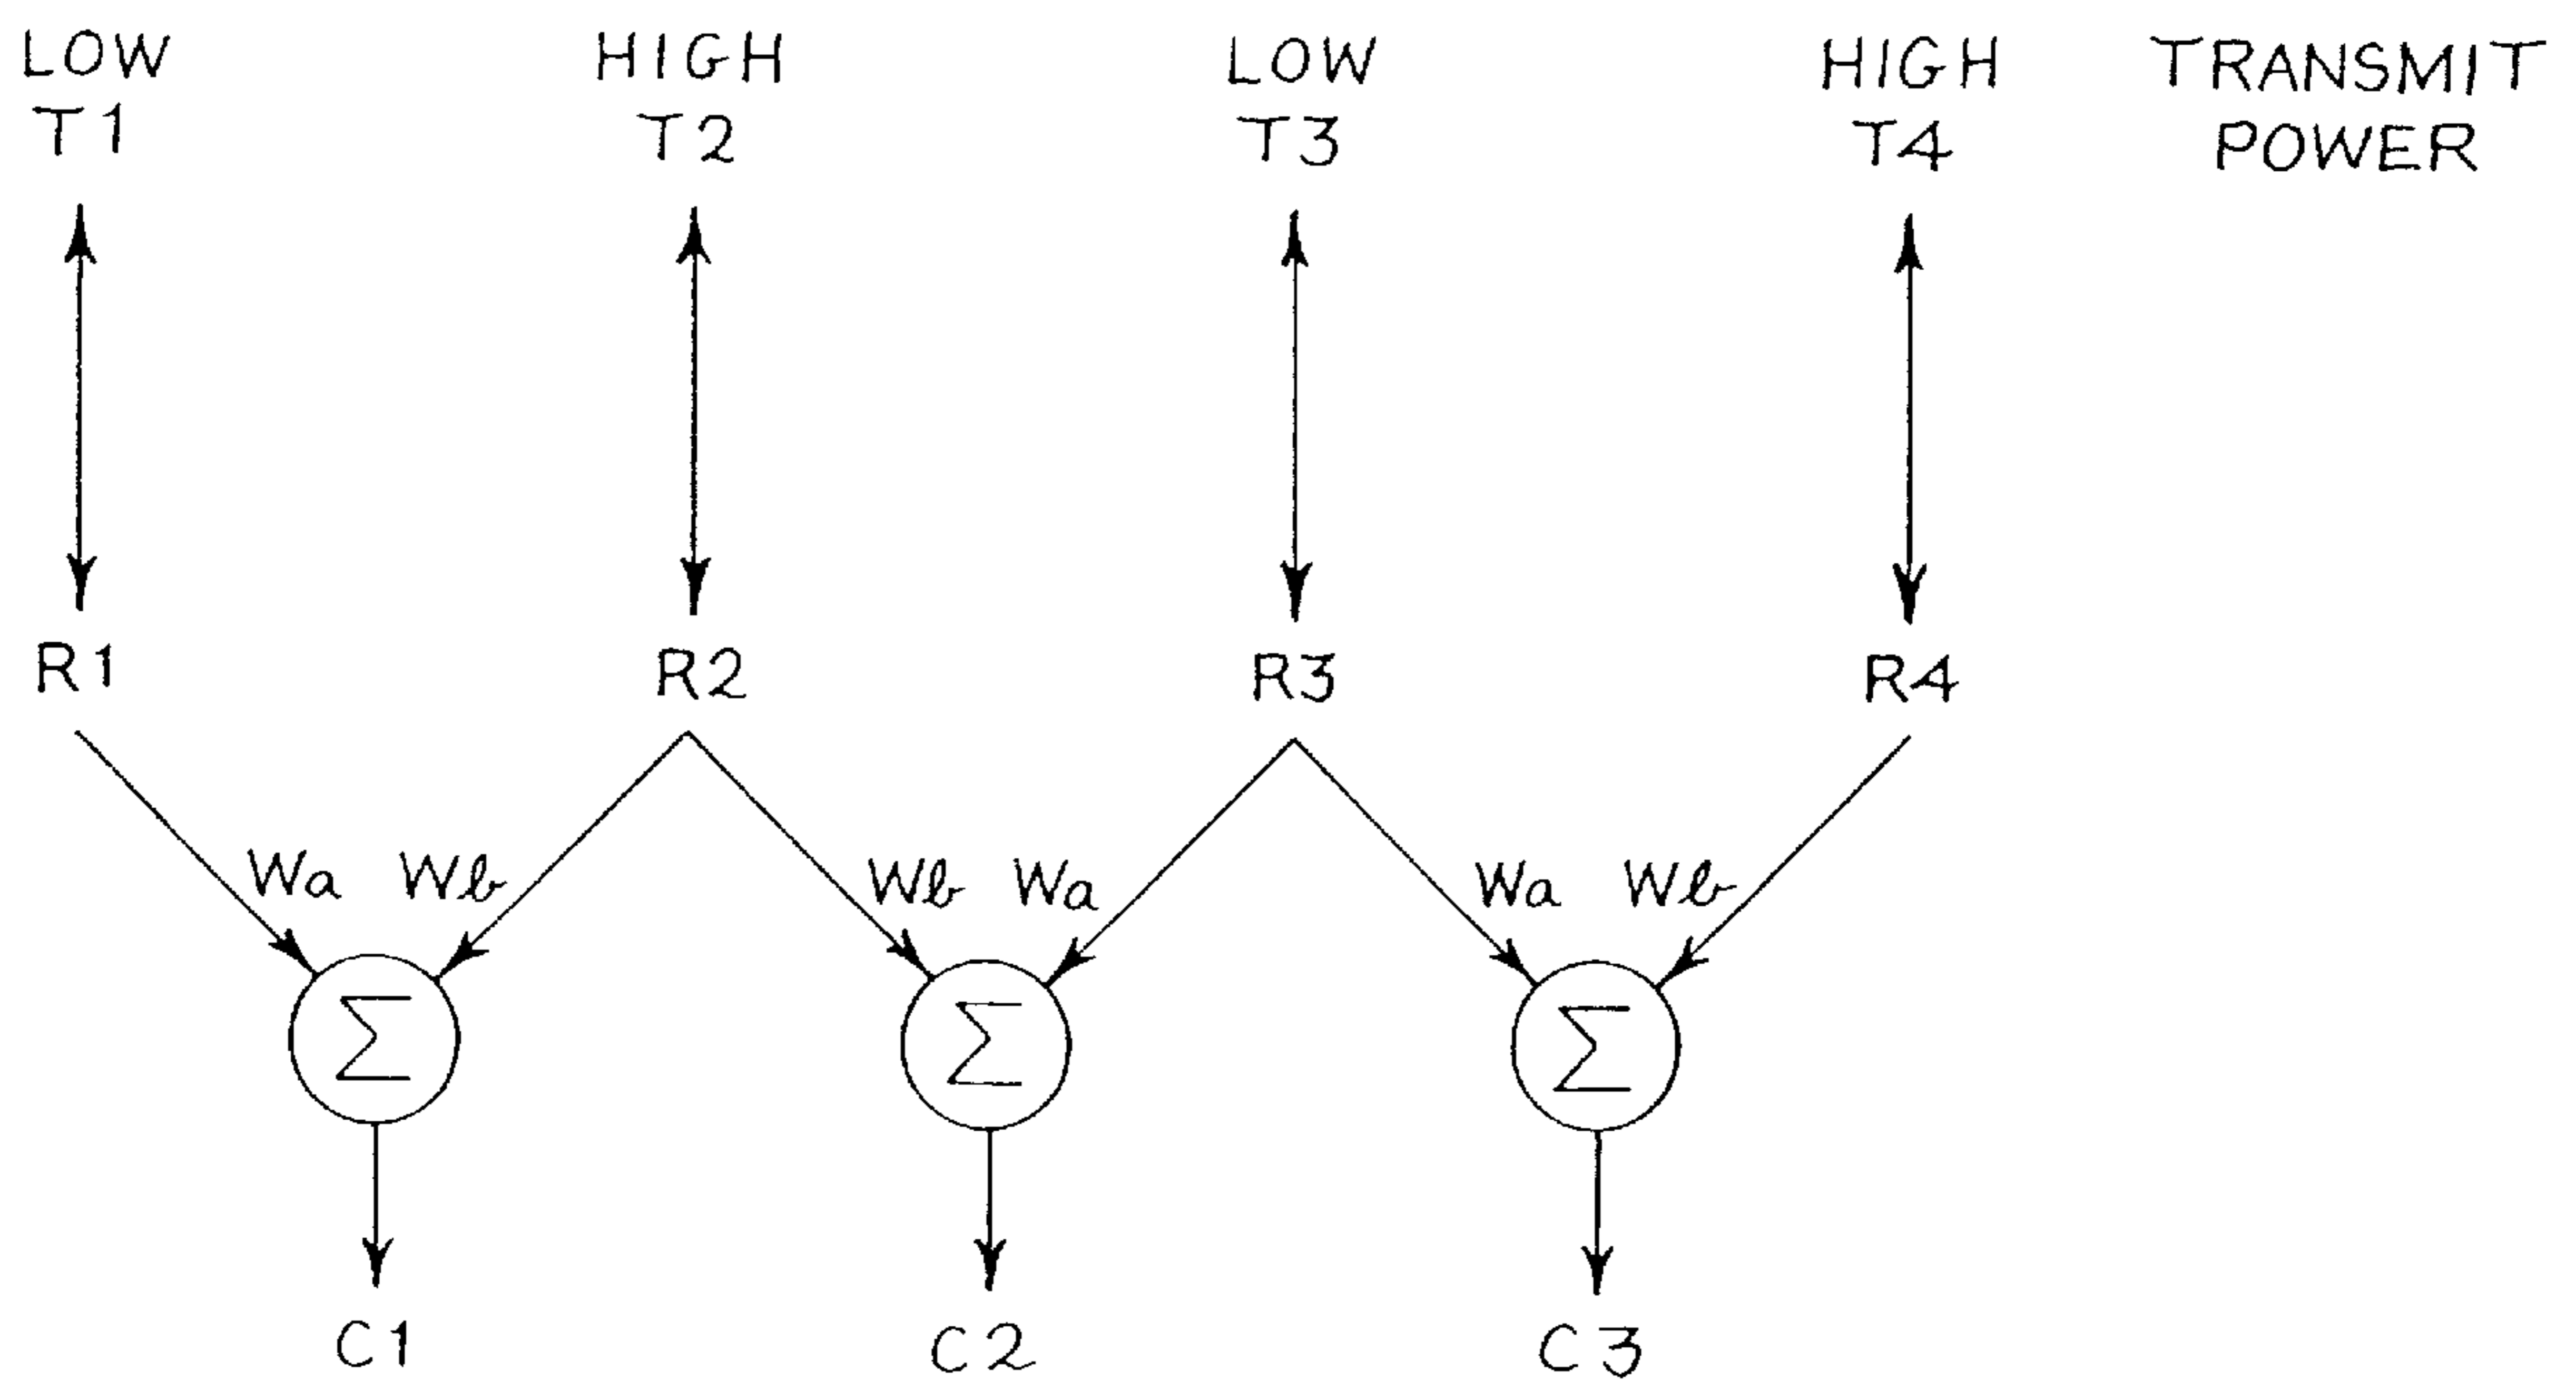 LOW HIGH LOW HIGH TRANSMIT
T1 T2 T3 T4 POWER
R1 R2 R3 R4
Wa Wb Wb Wa Wa Wb
Σ Σ Σ
C1 C2 C3